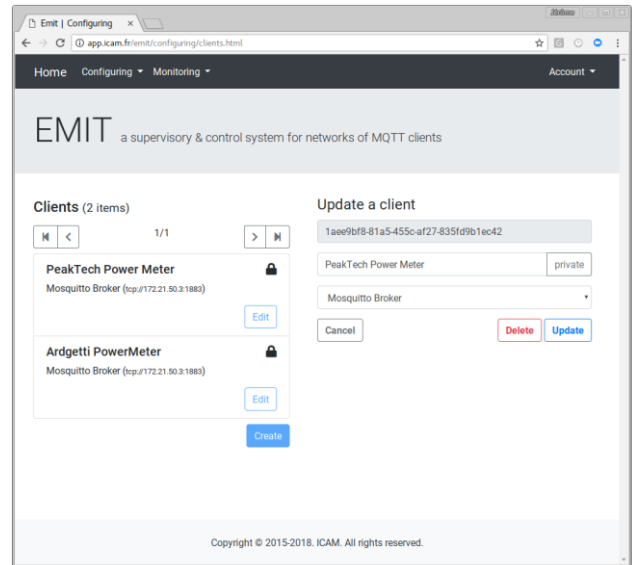 Emit | Configuring
app.icam.fr/emit/configuring/clients.html
Home Configuring Monitoring Account
EMIT a supervisory & control system for networks of MQTT clients
Clients (2 items)
1/1
PeakTech Power Meter
Mosquitto Broker (tcp://172.21.50.3:1883)
Edit
Ardgetti PowerMeter
Mosquitto Broker (tcp://172.21.50.3:1883)
Edit
Create
Update a client
1aee9bf8-81a5-455c-af27-835fd9b1ec42
PeakTech Power Meter private
Mosquitto Broker
Cancel Delete Update
Copyright © 2015-2018. ICAM. All rights reserved.